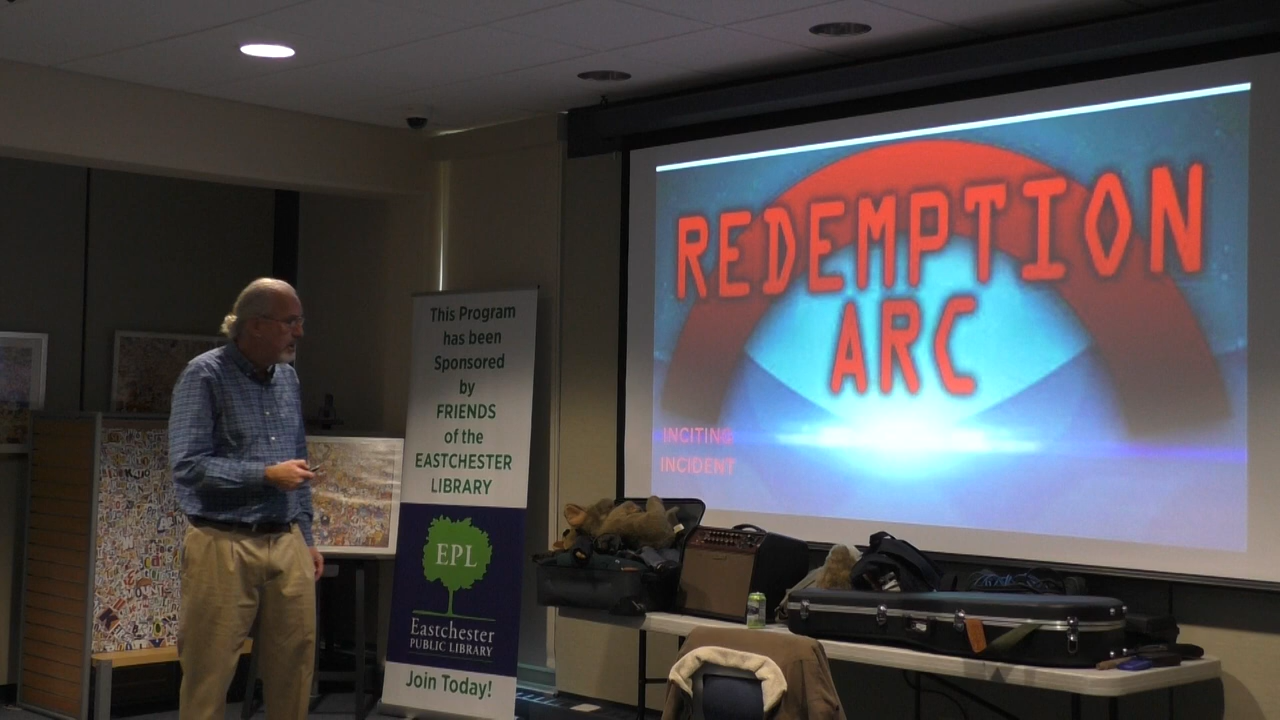 This Program
has been
Sponsored
by
FRIENDS
of the
EASTCHESTER
LIBRARY
EPL
Eastchester
PUBLIC LIBRARY
Join Today!
REDEMPTION
ARC
INCITING
INCIDENT